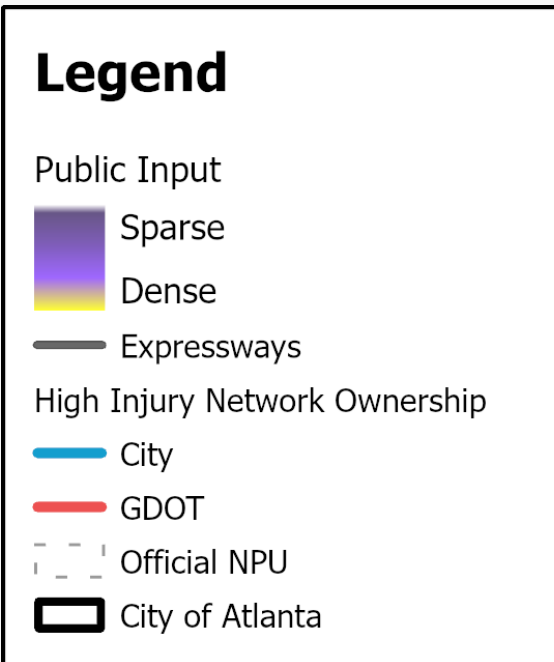 Legend
Public Input
Sparse
Dense
Expressways
High Injury Network Ownership
City
GDOT
Official NPU
City of Atlanta